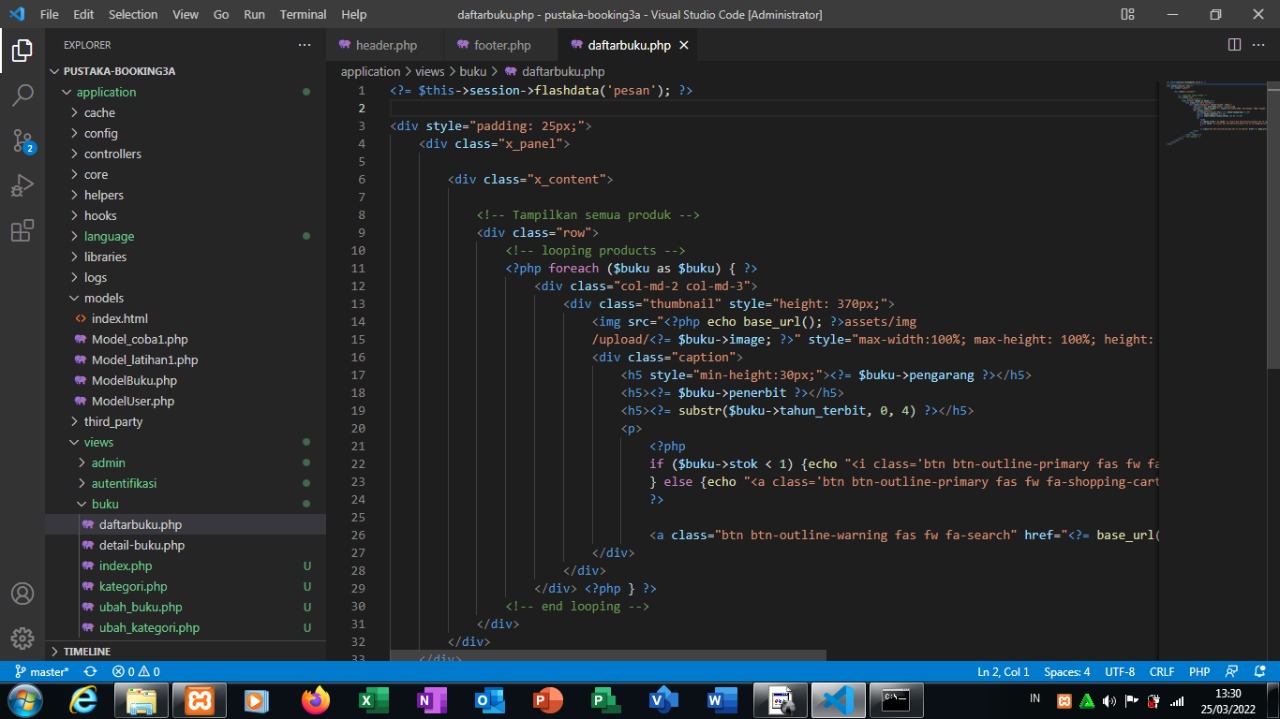 File Edit Selection View Go Run Terminal Help
daftarbuku.php - pustaka-booking3a - Visual Studio Code [Administrator]
EXPLORER
PUSTAKA-BOOKING3A
application
cache
config
controllers
core
helpers
hooks
language
libraries
logs
models
index.html
Model_coba1.php
Model_latihan1.php
ModelBuku.php
ModelUser.php
third_party
views
admin
autentifikasi
buku
daftarbuku.php
detail-buku.php
index.php U
kategori.php U
ubah_buku.php U
ubah_kategori.php U
TIMELINE
2
header.php footer.php daftarbuku.php
application > views > buku > daftarbuku.php
1 <?= $this->session->flashdata('pesan'); ?>
2
3 <div style="padding: 25px;">
4 <div class="x_panel">
5
6 <div class="x_content">
7
8 <!-- Tampilkan semua produk -->
9 <div class="row">
10 <!-- looping products -->
11 <?php foreach ($buku as $buku) { ?>
12 <div class="col-md-2 col-md-3">
13 <div class="thumbnail" style="height: 370px;">
14 <img src="<?php echo base_url(); ?>assets/img
15 /upload/<?= $buku->image; ?>" style="max-width:100%; max-height: 100%; height:
16 <div class="caption">
17 <h5 style="min-height:30px;"><?= $buku->pengarang ?></h5>
18 <h5><?= $buku->penerbit ?></h5>
19 <h5><?= substr($buku->tahun_terbit, 0, 4) ?></h5>
20 <p>
21 <?php
22 if ($buku->stok < 1) {echo "<i class='btn btn-outline-primary fas fw fa
23 } else {echo "<a class='btn btn-outline-primary fas fw fa-shopping-cart
24 ?>
25
26 <a class="btn btn-outline-warning fas fw fa-search" href="<?= base_url(
27 </div>
28 </div>
29 </div> <?php } ?>
30 <!-- end looping -->
31 </div>
32 </div>
33 </div>
master* 0 0
Ln 2, Col 1 Spaces: 4 UTF-8 CRLF PHP
IN
13:30
25/03/2022